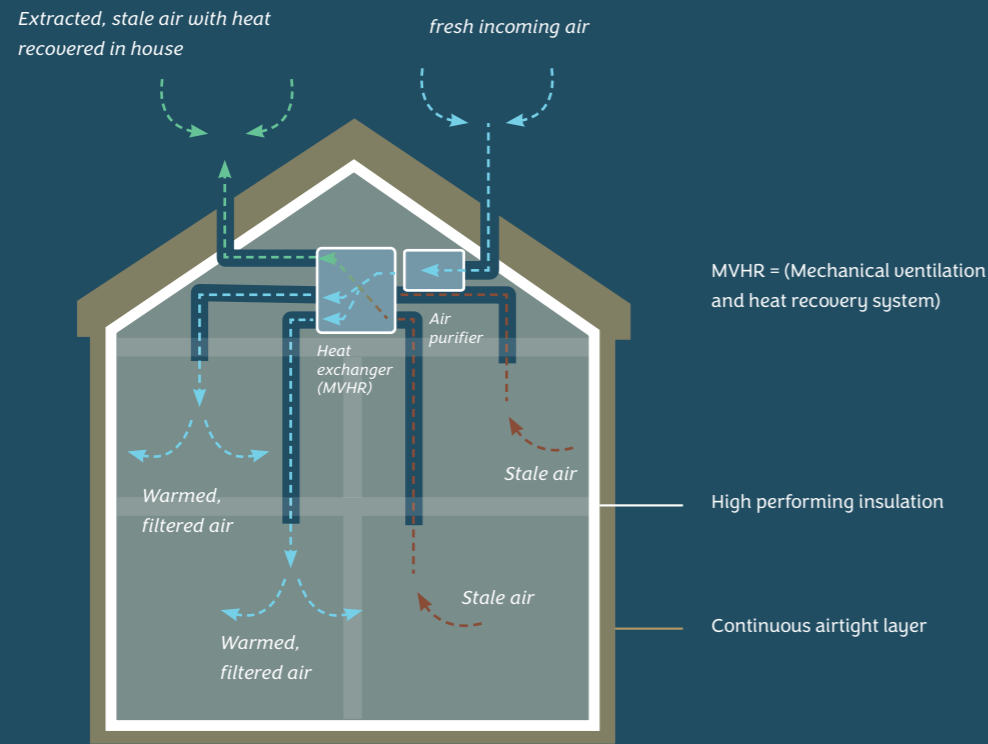 Extracted, stale air with heat
recovered in house
fresh incoming air
MVHR = (Mechanical ventilation
and heat recovery system)
Air
purifier
Heat
exchanger
(MVHR)
Stale air
Warmed,
filtered air
High performing insulation
Stale air
Continuous airtight layer
Warmed,
filtered air